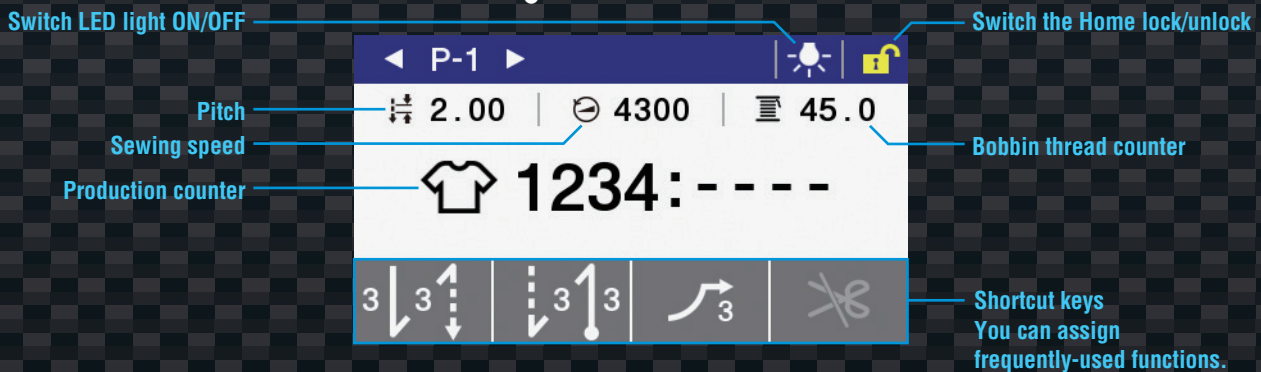 Switch LED light ON/OFF
Switch the Home lock/unlock
P-1
Pitch
2.00
4300
45.0
Sewing speed
Bobbin thread counter
Production counter
1234:----
3 3
3 3
3
Shortcut keys
You can assign
frequently-used functions.